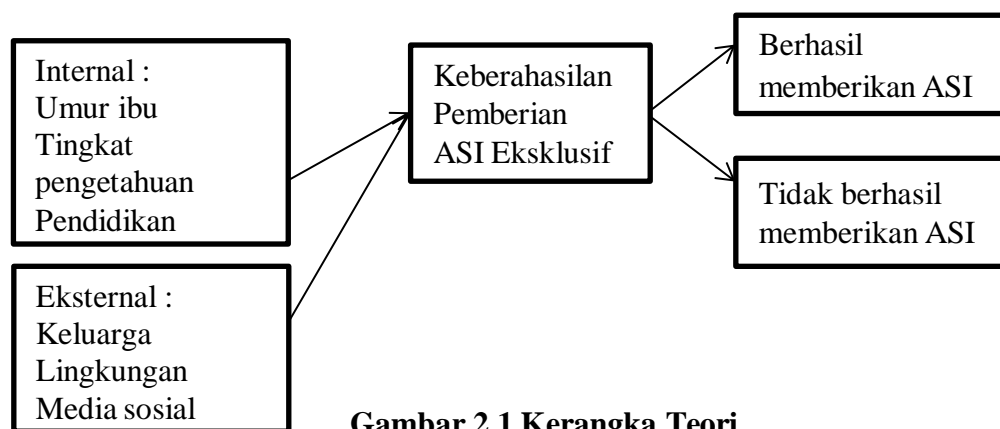 Internal :
Umur ibu
Tingkat
pengetahuan
Pendidikan
Eksternal :
Keluarga
Lingkungan
Media sosial
Keberahasilan
Pemberian
ASI Eksklusif
Berhasil
memberikan ASI
Tidak berhasil
memberikan ASI
Gambar 2.1 Kerangka Teori